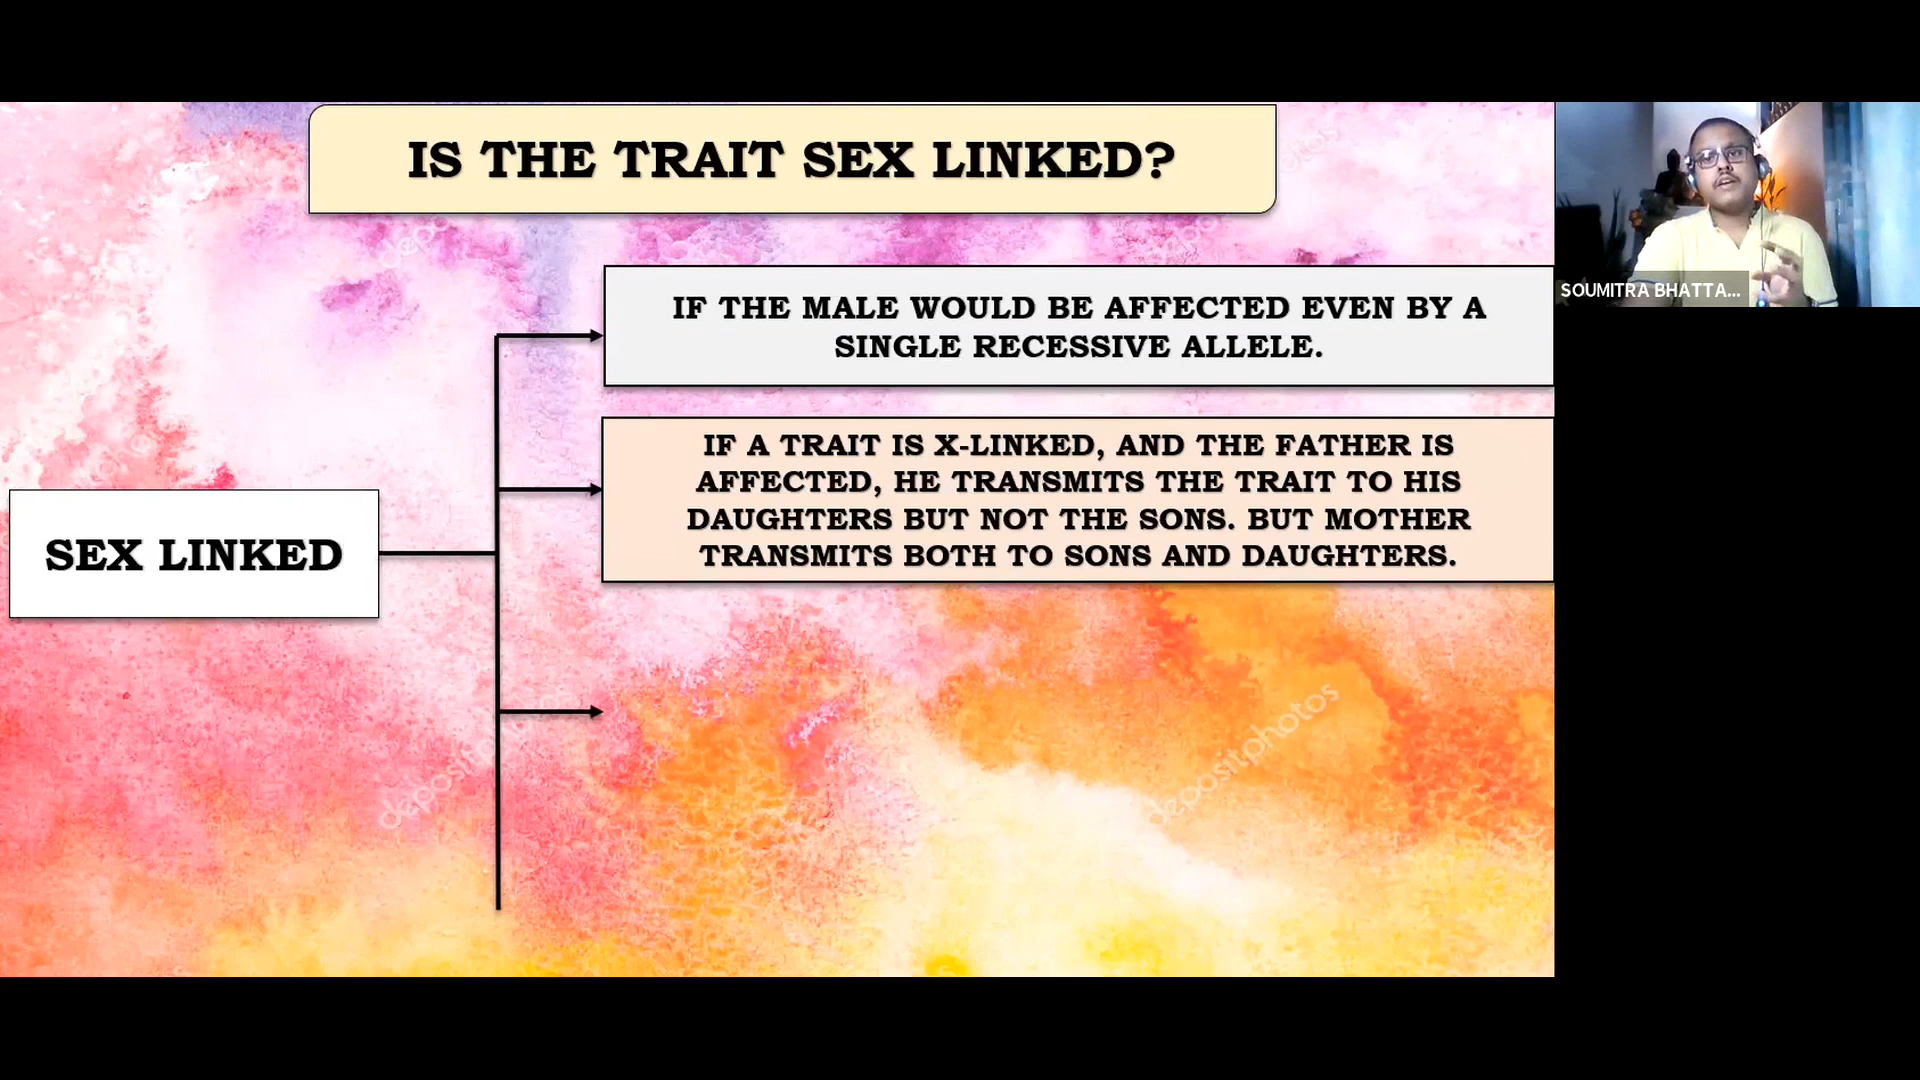 IS THE TRAIT SEX LINKED?
IF THE MALE WOULD BE AFFECTED EVEN BY A
SINGLE RECESSIVE ALLELE.
IF A TRAIT IS X-LINKED, AND THE FATHER IS
AFFECTED, HE TRANSMITS THE TRAIT TO HIS
DAUGHTERS BUT NOT THE SONS. BUT MOTHER
TRANSMITS BOTH TO SONS AND DAUGHTERS.
SEX LINKED
SOUMITRA BHATTA...
depositphotos